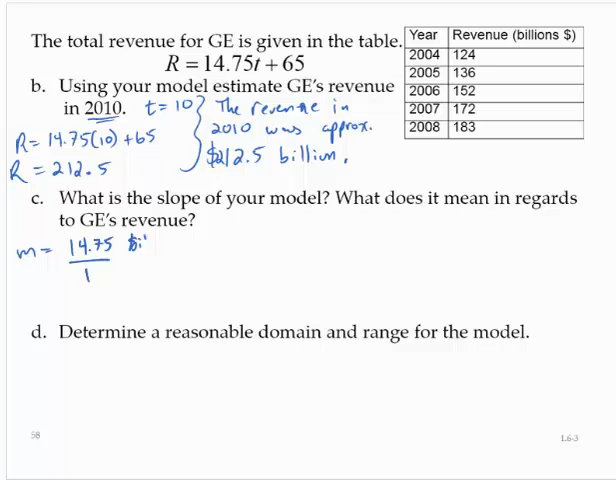 The total revenue for GE is given in the table.
R = 14.75t + 65
Year Revenue (billions $)
2004 124
2005 136
2006 152
2007 172
2008 183
b. Using your model estimate GE's revenue
in 2010. t = 10
R = 14.75(10) + 65
R = 212.5
The revenue in
2010 was approx.
$212.5 billion.
c. What is the slope of your model? What does it mean in regards
to GE's revenue?
m = 14.75
1
d. Determine a reasonable domain and range for the model.
58
1.6-3